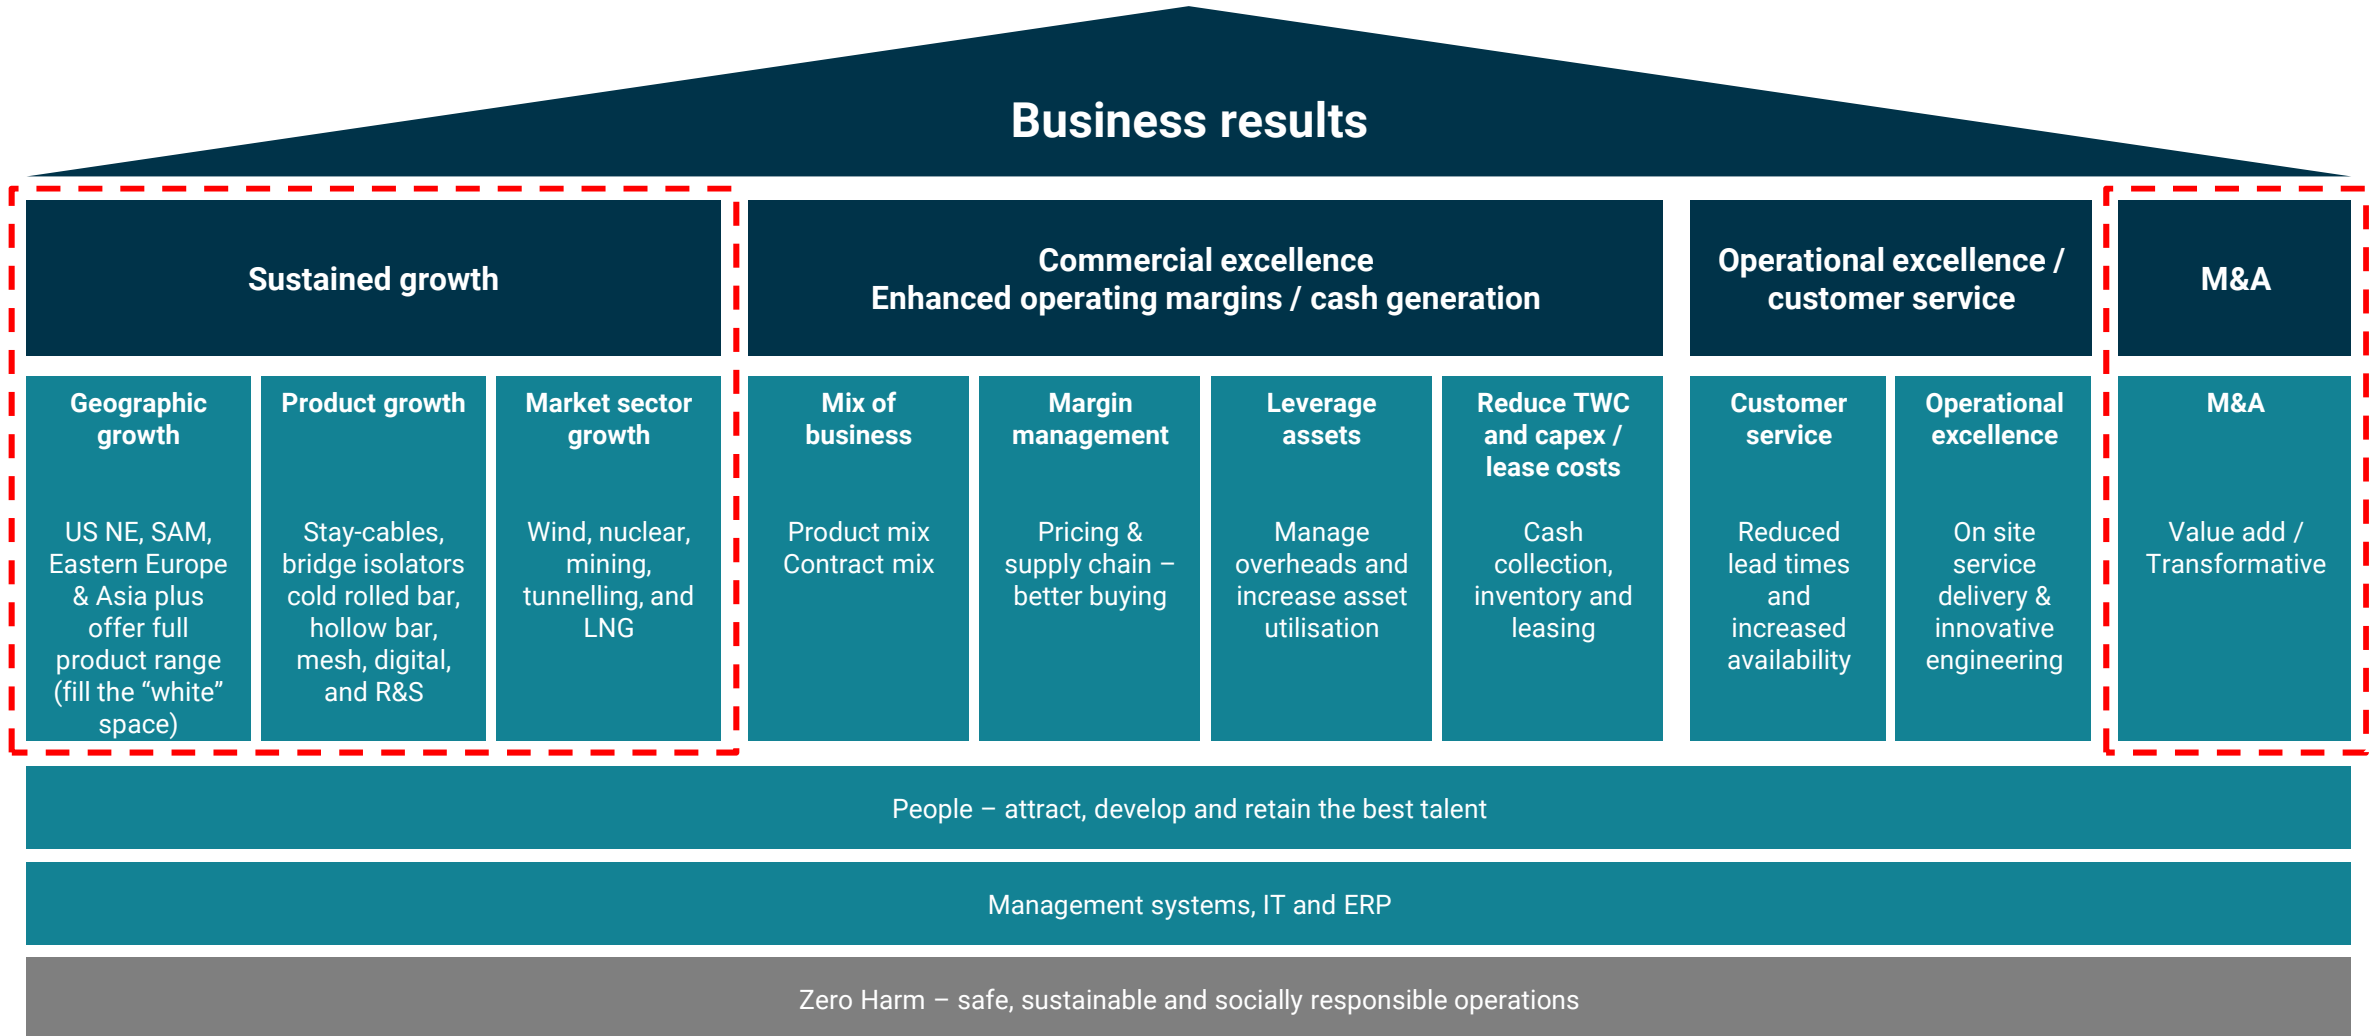 Business results
Sustained growth
Commercial excellence
Enhanced operating margins / cash generation
Operational excellence /
customer service
M&A
Geographic
growth
US NE, SAM,
Eastern Europe
& Asia plus
offer full
product range
(fill the “white”
space)
Product growth
Stay-cables,
bridge isolators
cold rolled bar,
hollow bar,
mesh, digital,
and R&S
Market sector
growth
Wind, nuclear,
mining,
tunnelling, and
LNG
Mix of
business
Product mix
Contract mix
Margin
management
Pricing &
supply chain –
better buying
Leverage
assets
Manage
overheads and
increase asset
utilisation
Reduce TWC
and capex /
lease costs
Cash
collection,
inventory and
leasing
Customer
service
Reduced
lead times
and
increased
availability
Operational
excellence
On site
service
delivery &
innovative
engineering
M&A
Value add /
Transformative
People – attract, develop and retain the best talent
Management systems, IT and ERP
Zero Harm – safe, sustainable and socially responsible operations